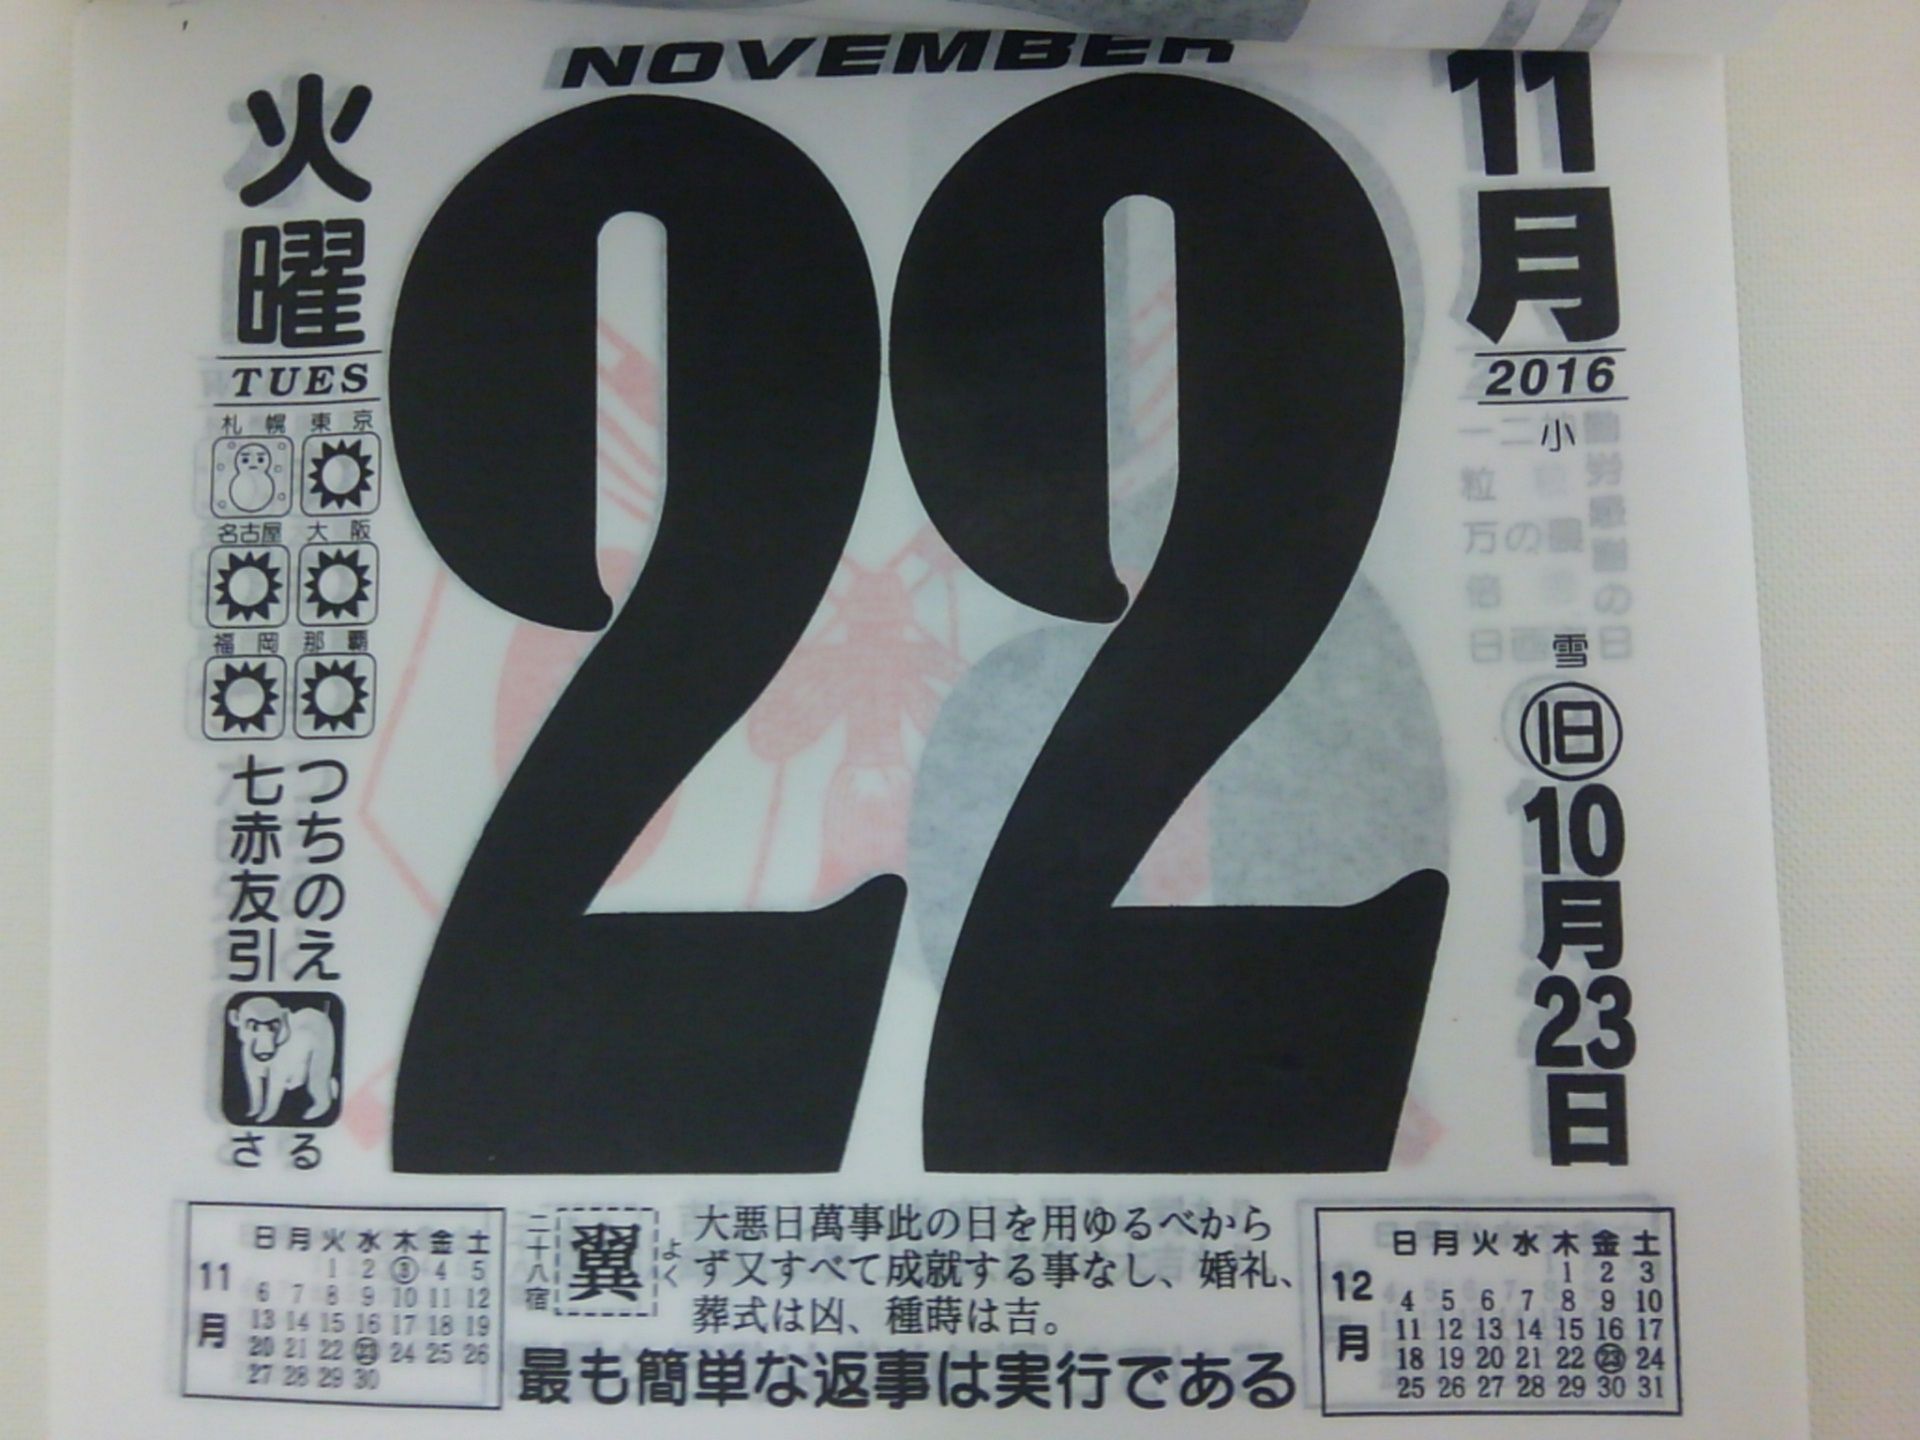 NOVEMBER
11月
2016
小雪
旧10月23日
22
火曜
TUES
札幌 東京
名古屋 大阪
福岡 那覇
つちのえ
七赤友引
さる
11月
日 月 火 水 木 金 土
1 2 3 4 5
6 7 8 9 10 11 12
13 14 15 16 17 18 19
20 21 22 23 24 25 26
27 28 29 30
二十八宿
翼
よく
大悪日萬事此の日を用ゆるべから
ず又すべて成就する事なし、婚礼、
葬式は凶、種蒔は吉。
最も簡単な返事は実行である
12月
日 月 火 水 木 金 土
1 2 3
4 5 6 7 8 9 10
11 12 13 14 15 16 17
18 19 20 21 22 23 24
25 26 27 28 29 30 31